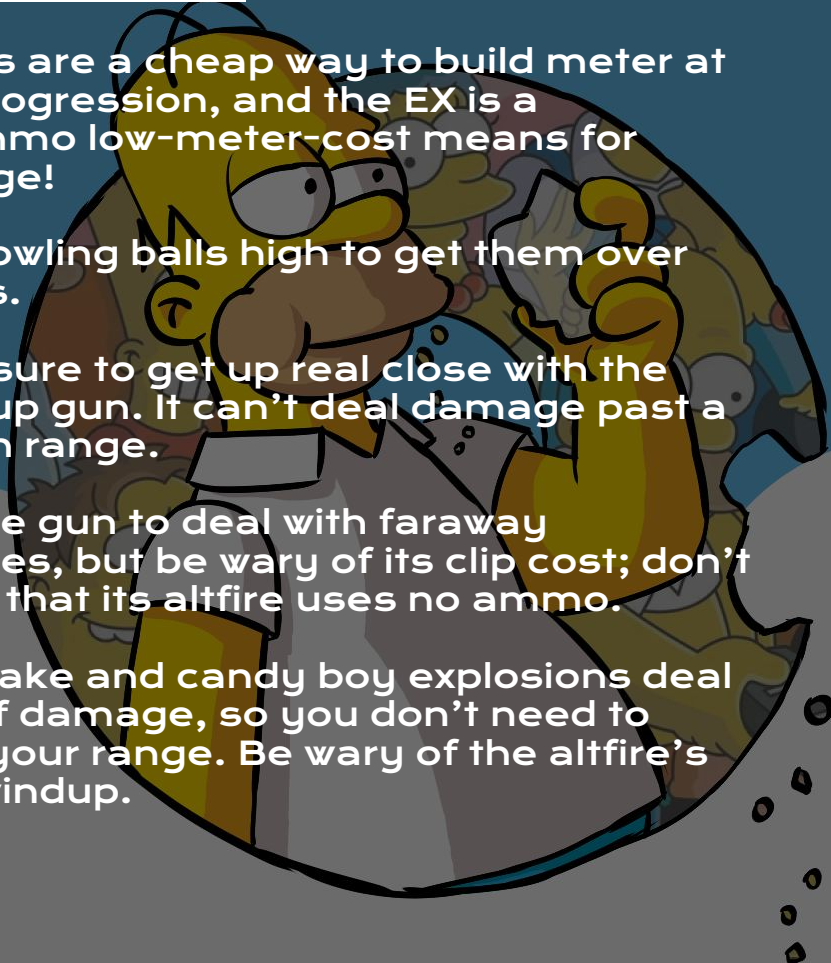 s are a cheap way to build meter at
ogression, and the EX is a
mmo low-meter-cost means for
ge!
owling balls high to get them over
s.
sure to get up real close with the
up gun. It can't deal damage past a
n range.
e gun to deal with faraway
es, but be wary of its clip cost; don't
that its altfire uses no ammo.
ake and candy boy explosions deal
f damage, so you don't need to
your range. Be wary of the altfire's
indup.